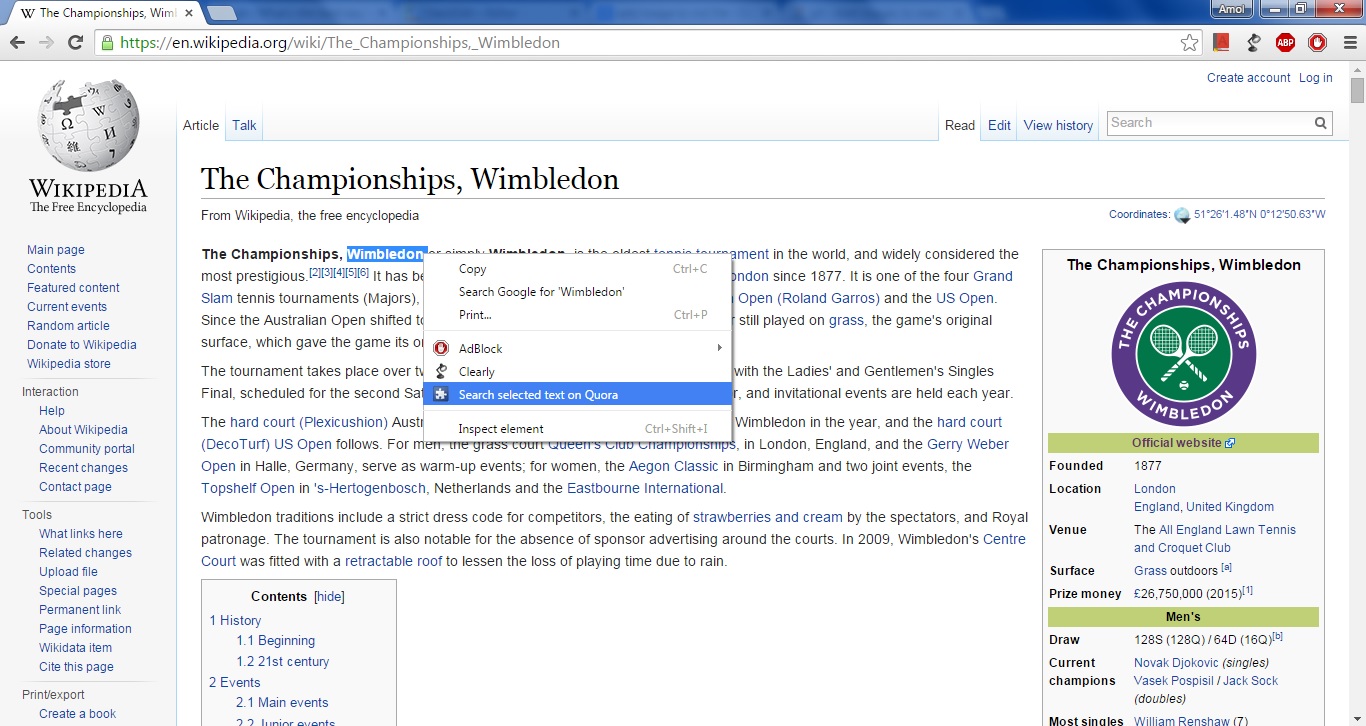 The Championships, Wiml
Amol
https://en.wikipedia.org/wiki/The_Championships,_Wimbledon
ABP
Create account Log in
Article Talk
Read Edit View history
Search
WIKIPEDIA
The Free Encyclopedia
Main page
Contents
Featured content
Current events
Random article
Donate to Wikipedia
Wikipedia store
Interaction
Help
About Wikipedia
Community portal
Recent changes
Contact page
Tools
What links here
Related changes
Upload file
Special pages
Permanent link
Page information
Wikidata item
Cite this page
Print/export
Create a book
The Championships, Wimbledon
From Wikipedia, the free encyclopedia
Coordinates: 51°26′1.48″N 0°12′50.63″W
The Championships, Wimbledon or simply Wimbledon, is the oldest tennis tournament in the world, and widely considered the
most prestigious.[2][3][4][5][6] It has be ondon since 1877. It is one of the four Grand
Slam tennis tournaments (Majors), Open (Roland Garros) and the US Open.
Since the Australian Open shifted to r still played on grass, the game's original
surface, which gave the game its or
The tournament takes place over tw with the Ladies' and Gentlemen's Singles
Final, scheduled for the second Sat r, and invitational events are held each year.
The hard court (Plexicushion) Austr Wimbledon in the year, and the hard court
(DecoTurf) US Open follows. For men, the grass court Queen's Club Championships, in London, England, and the Gerry Weber
Open in Halle, Germany, serve as warm-up events; for women, the Aegon Classic in Birmingham and two joint events, the
Topshelf Open in 's-Hertogenbosch, Netherlands and the Eastbourne International.
Wimbledon traditions include a strict dress code for competitors, the eating of strawberries and cream by the spectators, and Royal
patronage. The tournament is also notable for the absence of sponsor advertising around the courts. In 2009, Wimbledon's Centre
Court was fitted with a retractable roof to lessen the loss of playing time due to rain.
Copy Ctrl+C
Search Google for 'Wimbledon'
Print... Ctrl+P
AdBlock
Clearly
Search selected text on Quora
Inspect element Ctrl+Shift+I
Contents [hide]
1 History
1.1 Beginning
1.2 21st century
2 Events
2.1 Main events
2.2 Junior events
The Championships, Wimbledon
THE CHAMPIONSHIPS
WIMBLEDON
Official website
Founded 1877
Location London
England, United Kingdom
Venue The All England Lawn Tennis
and Croquet Club
Surface Grass outdoors [a]
Prize money £26,750,000 (2015)[1]
Men's
Draw 128S (128Q) / 64D (16Q)[b]
Current Novak Djokovic (singles)
champions Vasek Pospisil / Jack Sock
(doubles)
Most singles William Renshaw (7)